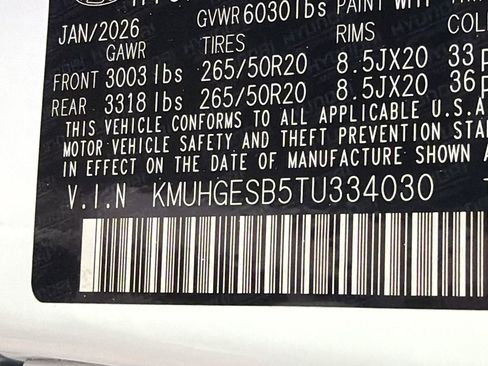 GVWR 6030 lbs PAINT
JAN/2026
GAWR TIRES RIMS
FRONT 3003 lbs 265/50R20 8.5JX20 33
REAR 3318 lbs 265/50R20 8.5JX20 36
THIS VEHICLE CONFORMS TO ALL APPLICABLE U.S.A
MOTOR VEHICLE SAFETY AND THEFT PREVENTION STA
IN EFFECT ON THE DATE OF MANUFACTURE SHOWN
V.I.N KMUHGESB5TU334030